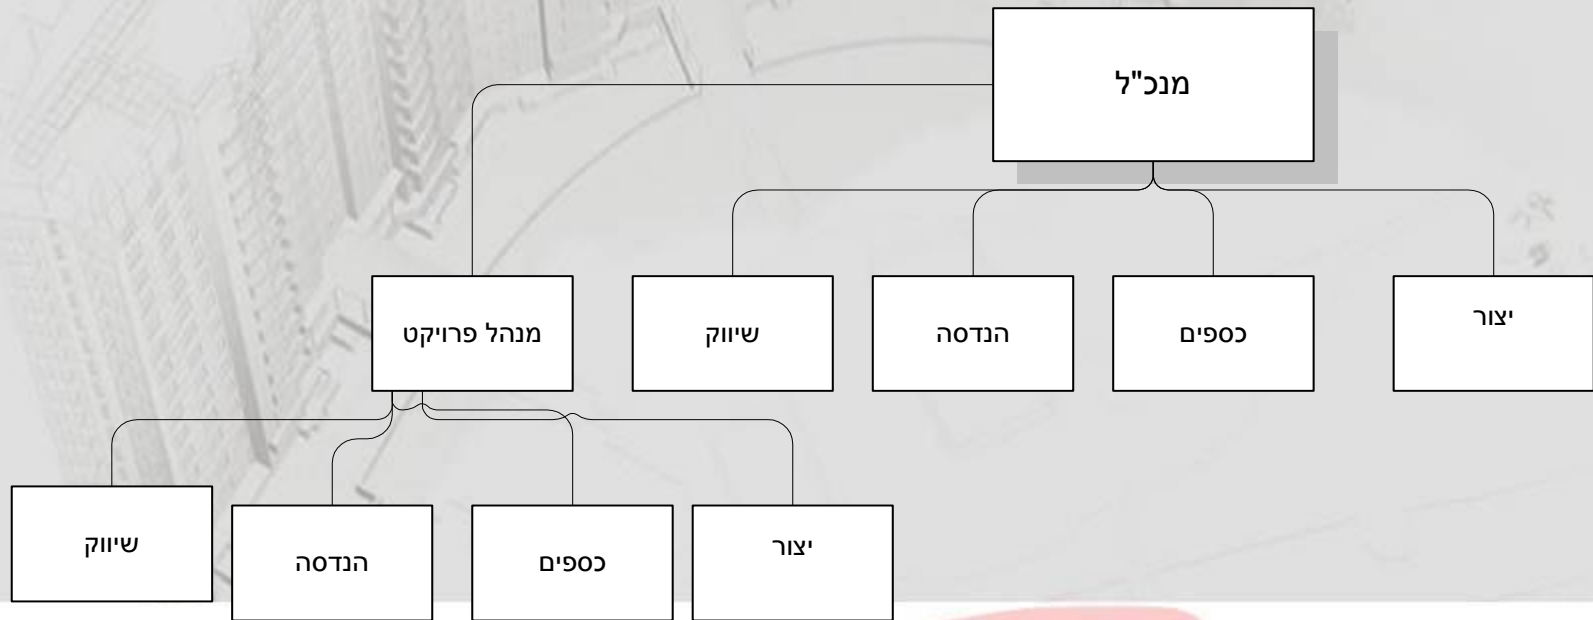 מנכ"ל
יצור
כספים
הנדסה
שיווק
מנהל פרויקט
יצור
כספים
הנדסה
שיווק